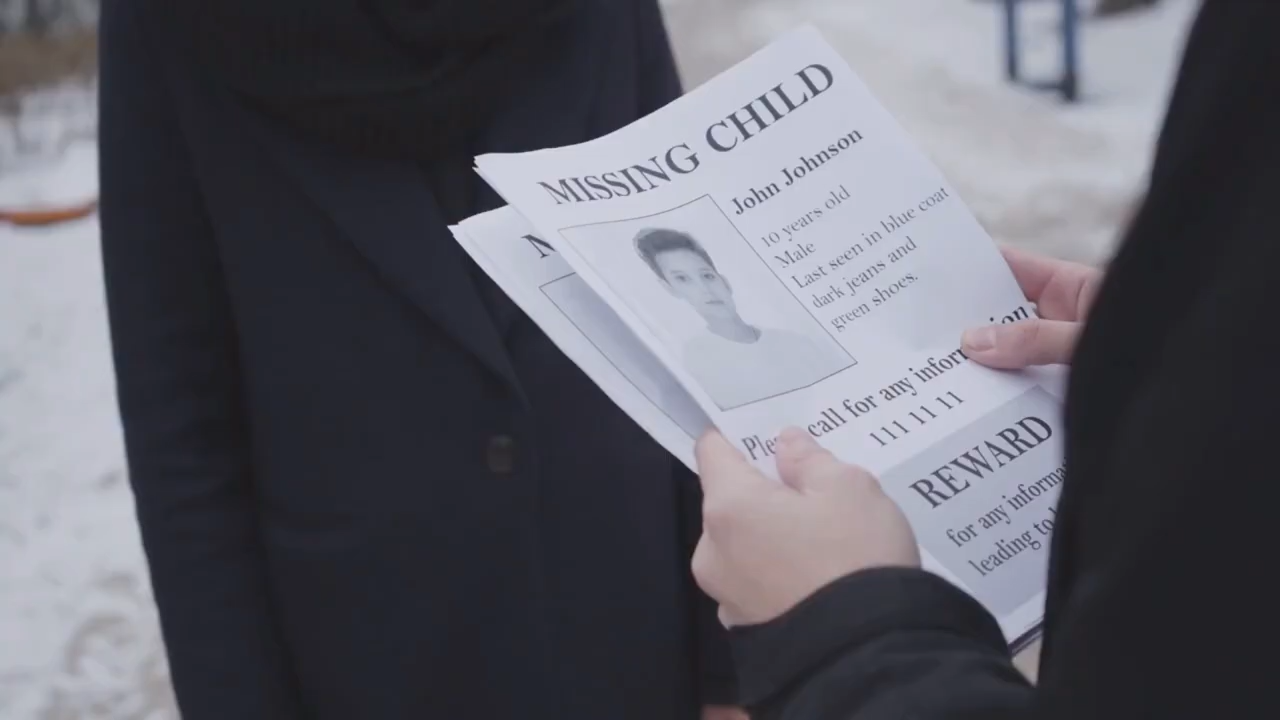 MISSING CHILD
John Johnson
10 years old
Male
Last seen in blue coat
dark jeans and
green shoes.
call for any
111 11 11
REWARD
for any
leading to